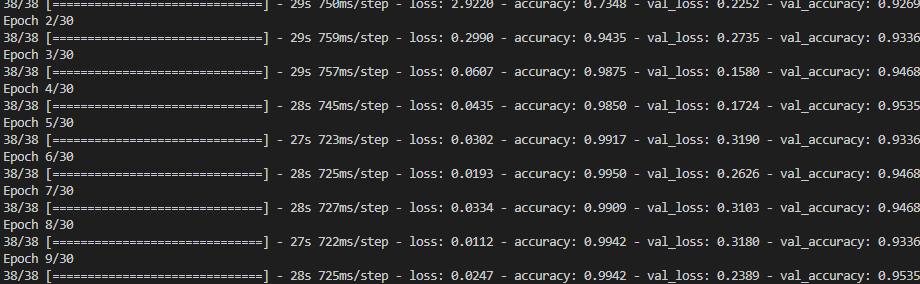 38/38 [==============================] - 29s 750ms/step - loss: 2.9220 - accuracy: 0.7348 - val_loss: 0.2252 - val_accuracy: 0.9269
Epoch 2/30
38/38 [==============================] - 29s 759ms/step - loss: 0.2990 - accuracy: 0.9435 - val_loss: 0.2735 - val_accuracy: 0.9336
Epoch 3/30
38/38 [==============================] - 29s 757ms/step - loss: 0.0607 - accuracy: 0.9875 - val_loss: 0.1580 - val_accuracy: 0.9468
Epoch 4/30
38/38 [==============================] - 28s 745ms/step - loss: 0.0435 - accuracy: 0.9850 - val_loss: 0.1724 - val_accuracy: 0.9535
Epoch 5/30
38/38 [==============================] - 27s 723ms/step - loss: 0.0302 - accuracy: 0.9917 - val_loss: 0.3190 - val_accuracy: 0.9336
Epoch 6/30
38/38 [==============================] - 28s 725ms/step - loss: 0.0193 - accuracy: 0.9950 - val_loss: 0.2626 - val_accuracy: 0.9468
Epoch 7/30
38/38 [==============================] - 28s 727ms/step - loss: 0.0334 - accuracy: 0.9909 - val_loss: 0.3103 - val_accuracy: 0.9468
Epoch 8/30
38/38 [==============================] - 27s 722ms/step - loss: 0.0112 - accuracy: 0.9942 - val_loss: 0.3180 - val_accuracy: 0.9336
Epoch 9/30
38/38 [==============================] - 28s 725ms/step - loss: 0.0247 - accuracy: 0.9942 - val_loss: 0.2389 - val_accuracy: 0.9535